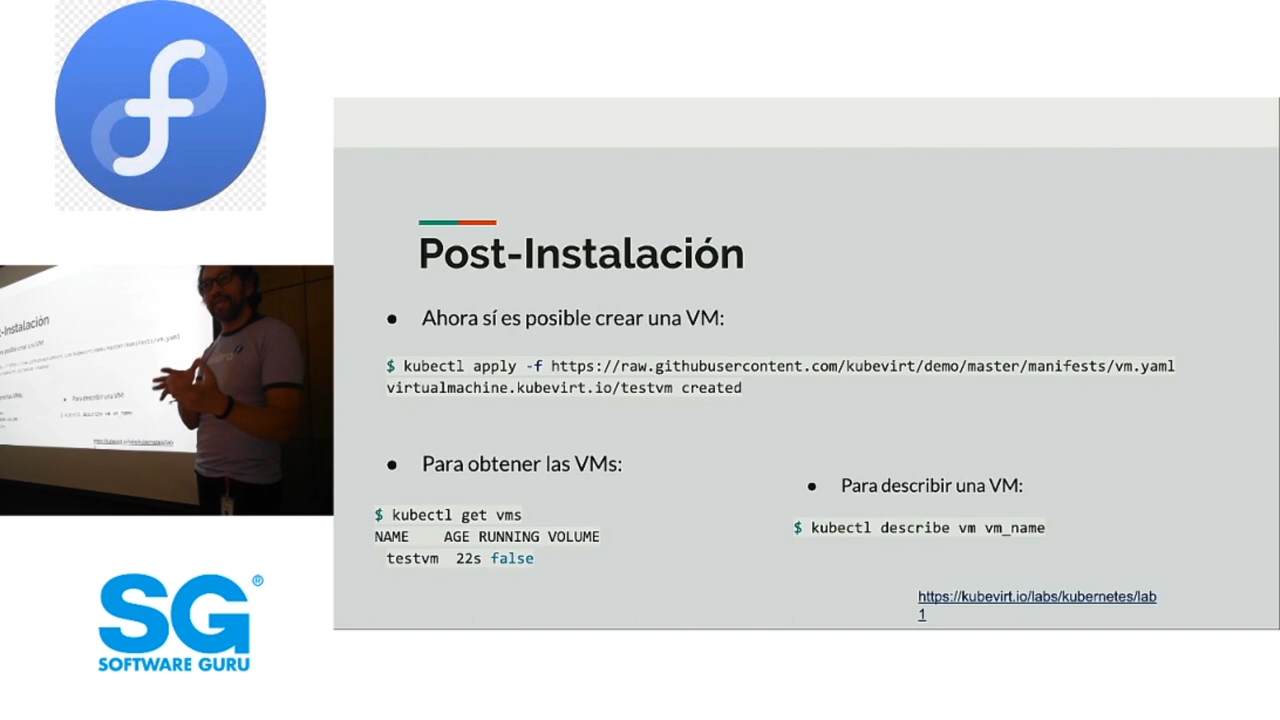 Post-Instalación
● Ahora sí es posible crear una VM:
$ kubectl apply -f https://raw.githubusercontent.com/kubevirt/demo/master/manifests/vm.yaml
virtualmachine.kubevirt.io/testvm created
● Para obtener las VMs:
$ kubectl get vms
NAME AGE RUNNING VOLUME
testvm 22s false
● Para describir una VM:
$ kubectl describe vm vm_name
https://kubevirt.io/labs/kubernetes/lab
1
-Instalación
SG®
SOFTWARE GURU